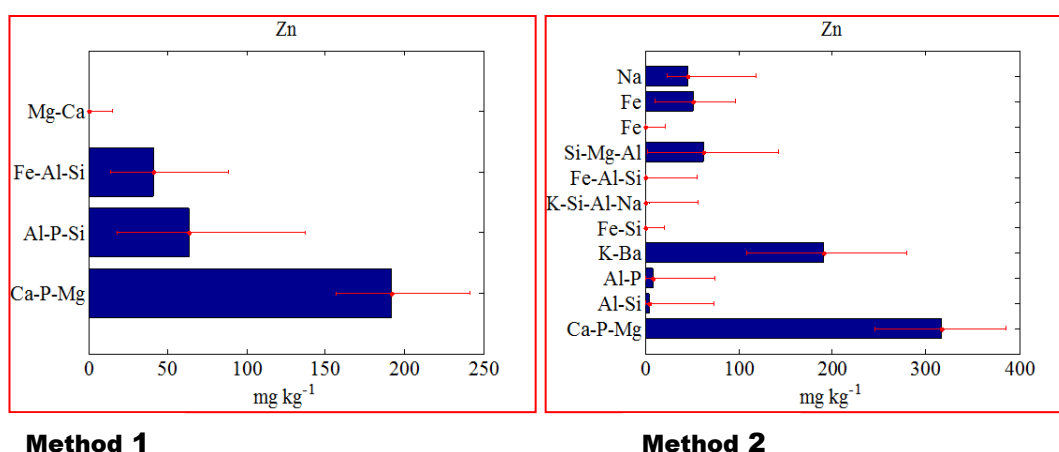 Zn
Mg-Ca
Fe-Al-Si
Al-P-Si
Ca-P-Mg
0 50 100 150 200 250
mg kg⁻¹
Method 1
Zn
Na
Fe
Fe
Si-Mg-Al
Fe-Al-Si
K-Si-Al-Na
Fe-Si
K-Ba
Al-P
Al-Si
Ca-P-Mg
0 100 200 300 400
mg kg⁻¹
Method 2